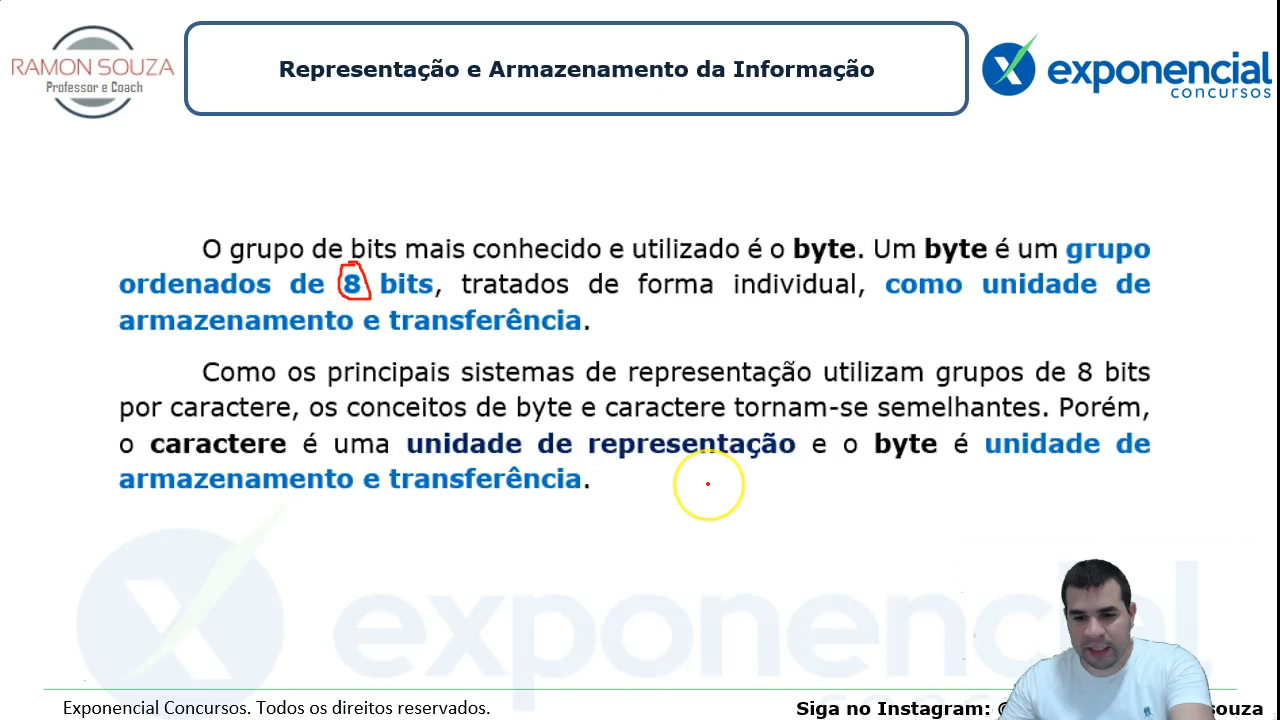 RAMON SOUZA
Professor e Coach
Representação e Armazenamento da Informação
exponencial
concursos
O grupo de bits mais conhecido e utilizado é o byte. Um byte é um grupo
ordenados de 8 bits, tratados de forma individual, como unidade de
armazenamento e transferência.
Como os principais sistemas de representação utilizam grupos de 8 bits
por caractere, os conceitos de byte e caractere tornam-se semelhantes. Porém,
o caractere é uma unidade de representação e o byte é unidade de
armazenamento e transferência.
exponencial
Exponencial Concursos. Todos os direitos reservados.
Siga no Instagram: